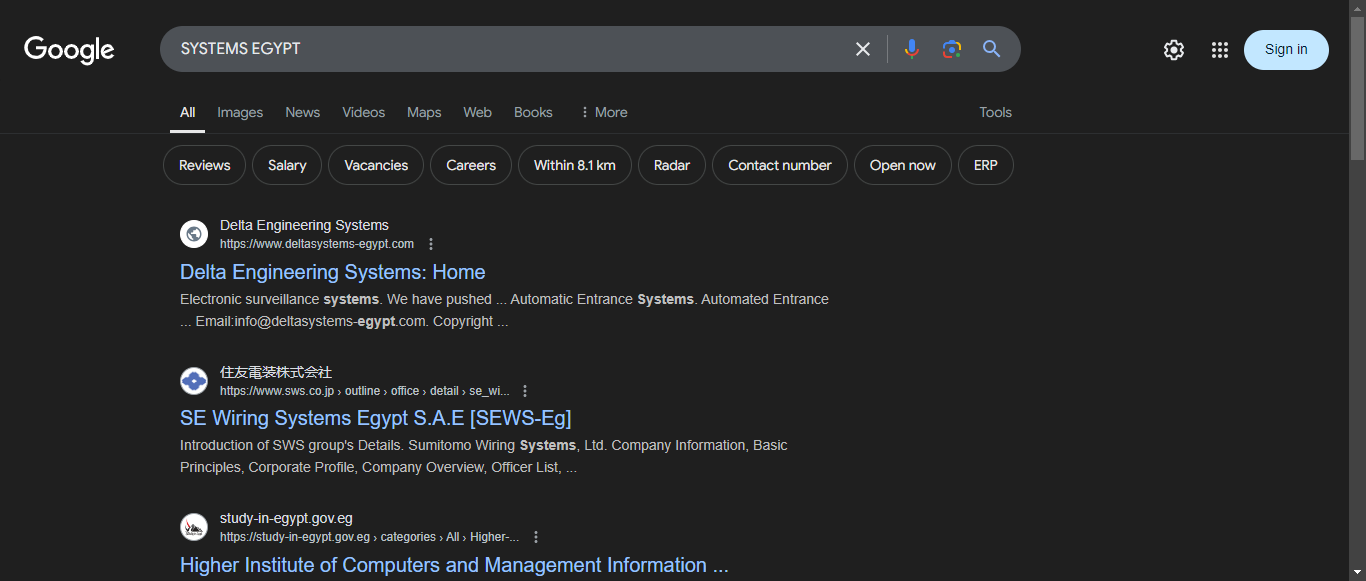 Google
SYSTEMS EGYPT
Sign in
All Images News Videos Maps Web Books More Tools
Reviews Salary Vacancies Careers Within 8.1 km Radar Contact number Open now ERP
Delta Engineering Systems
https://www.deltasystems-egypt.com
Delta Engineering Systems: Home
Electronic surveillance systems. We have pushed ... Automatic Entrance Systems. Automated Entrance
... Email:info@deltasystems-egypt.com. Copyright ...
住友電装株式会社
https://www.sws.co.jp › outline › office › detail › se_wi...
SE Wiring Systems Egypt S.A.E [SEWS-Eg]
Introduction of SWS group's Details. Sumitomo Wiring Systems, Ltd. Company Information, Basic
Principles, Corporate Profile, Company Overview, Officer List, ...
study-in-egypt.gov.eg
https://study-in-egypt.gov.eg › categories › All › Higher-...
Higher Institute of Computers and Management Information ...